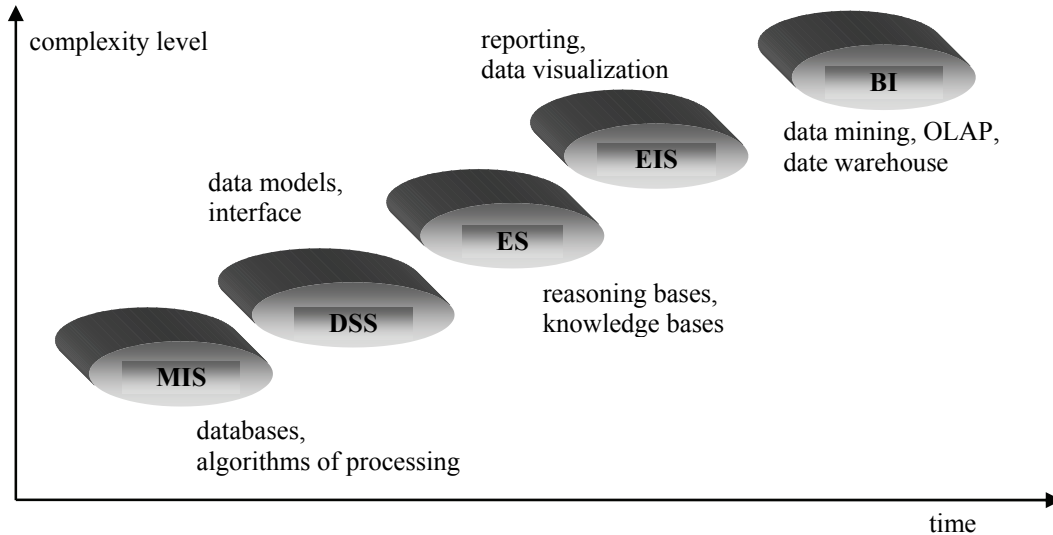 complexity level
reporting,
data visualization
BI
data mining, OLAP,
date warehouse
EIS
data models,
interface
ES
reasoning bases,
knowledge bases
DSS
MIS
databases,
algorithms of processing
time